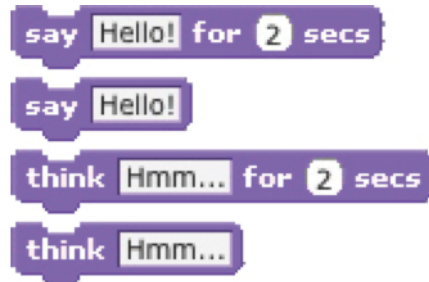 say Hello! for 2 secs
say Hello!
think Hmm... for 2 secs
think Hmm...